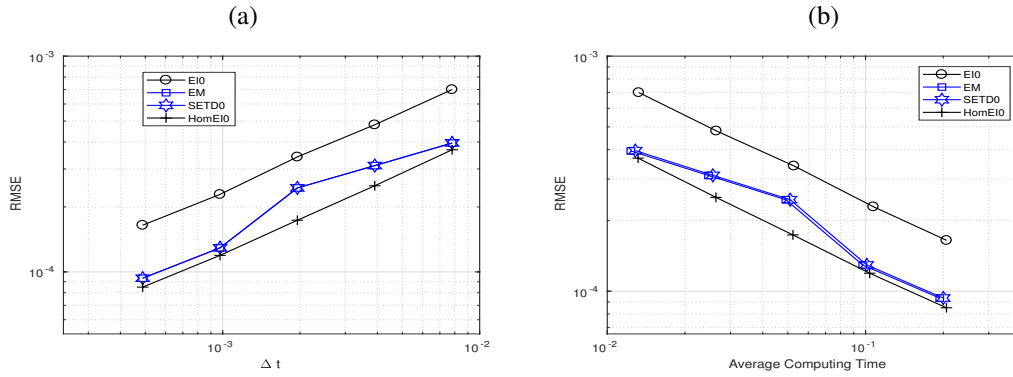 (a)
10^-3
10^-4
RMSE
EI0
EM
SETD0
HomEI0
10^-3
10^-2
Δ t
(b)
10^-3
10^-4
RMSE
EI0
EM
SETD0
HomEI0
10^-2
10^-1
Average Computing Time